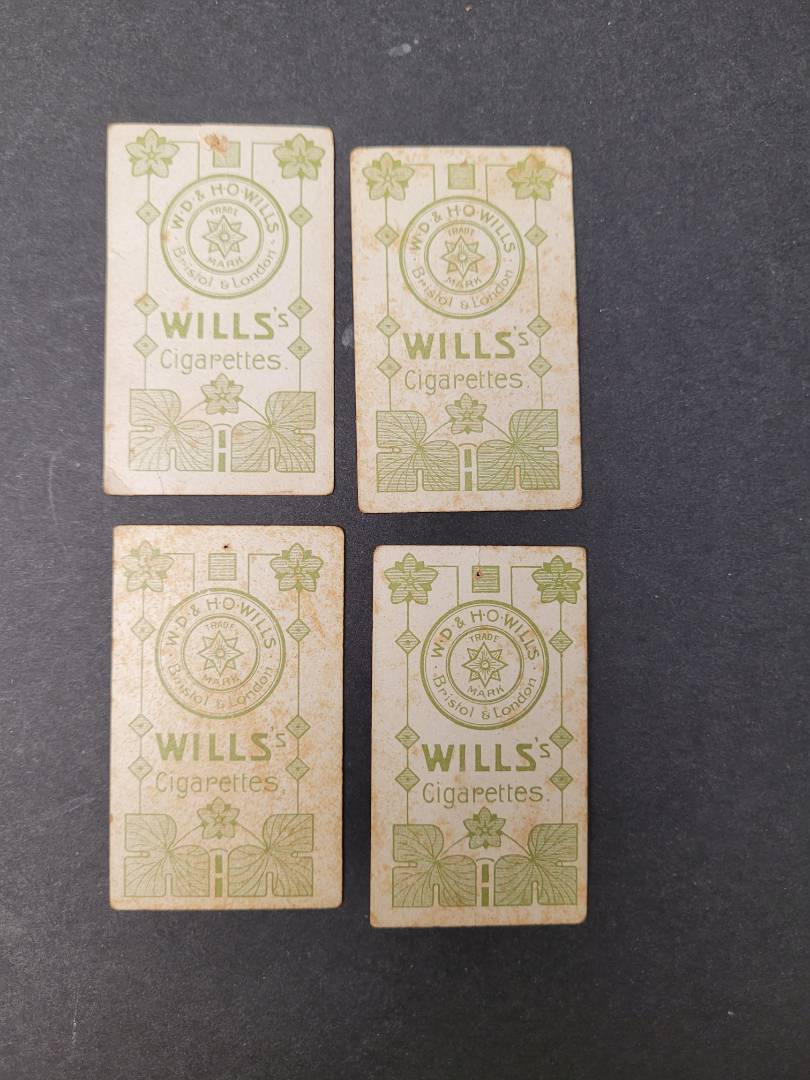 W.D. & H.O. WILLS
TRADE
MARK
Bristol & London
WILLS's
Cigarettes.
W.D. & H.O. WILLS
TRADE
MARK
Bristol & London
WILLS's
Cigarettes.
W.D. & H.O. WILLS
TRADE
MARK
Bristol & London
WILLS's
Cigarettes.
W.D. & H.O. WILLS
TRADE
MARK
Bristol & London
WILLS's
Cigarettes.